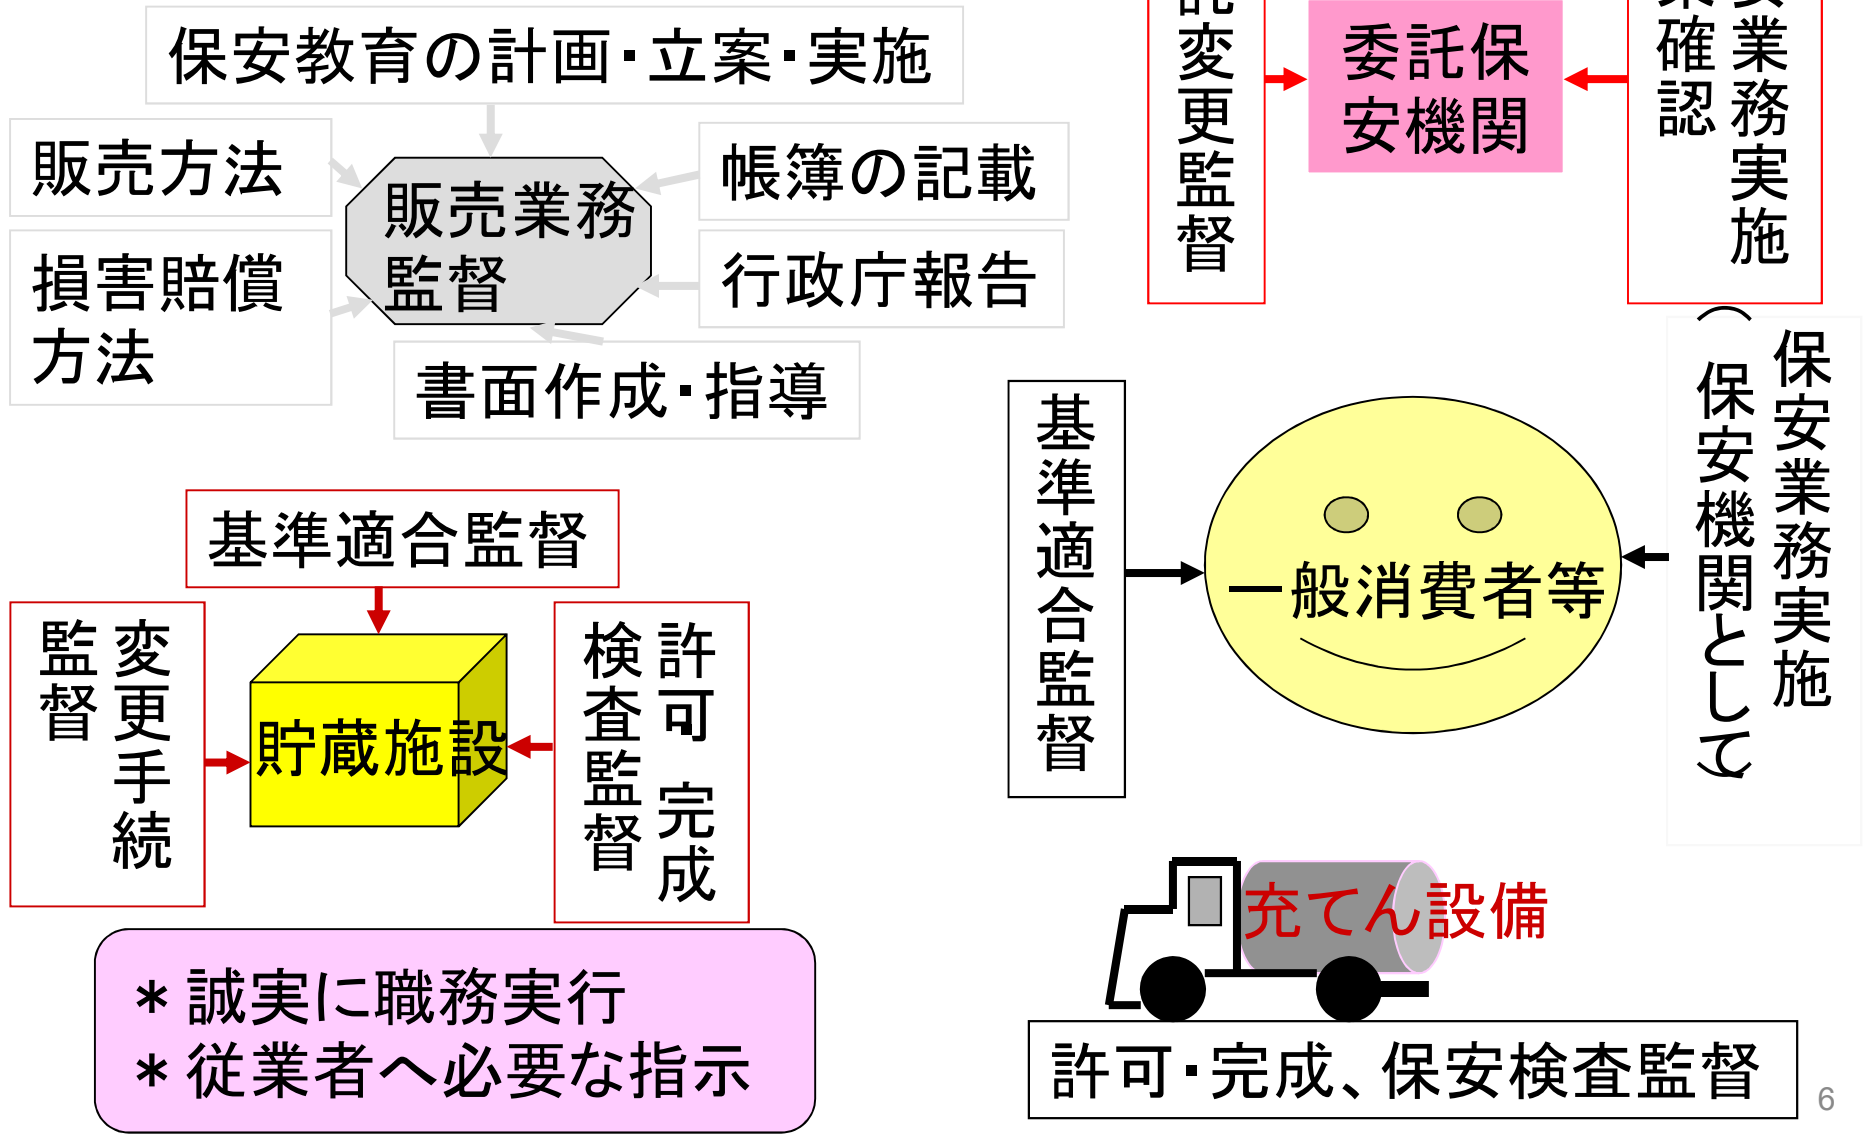 保安教育の計画・立案・実施
販売方法
損害賠償
方法
販売業務
監督
帳簿の記載
行政庁報告
書面作成・指導
託変更監督
委託保
安機関
安業務実施
確認
基準適合監督
変更手続
監督
貯蔵施設
許可 完成
検査監督
基準適合監督
一般消費者等
保安業務実施
(保安機関として)
充てん設備
許可・完成、保安検査監督
*誠実に職務実行
*従業者へ必要な指示
6